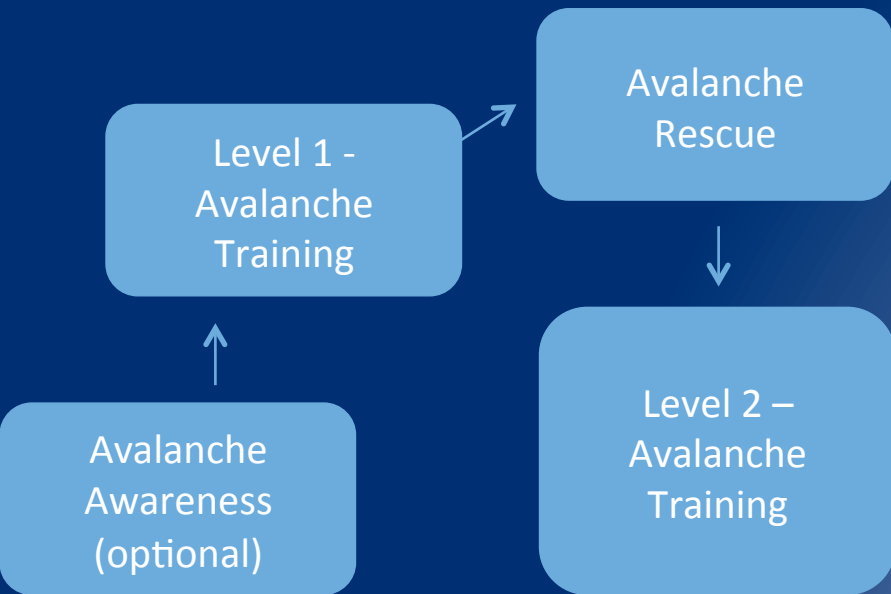 Avalanche
Awareness
(optional)
Level 1 -
Avalanche
Training
Avalanche
Rescue
Level 2 –
Avalanche
Training